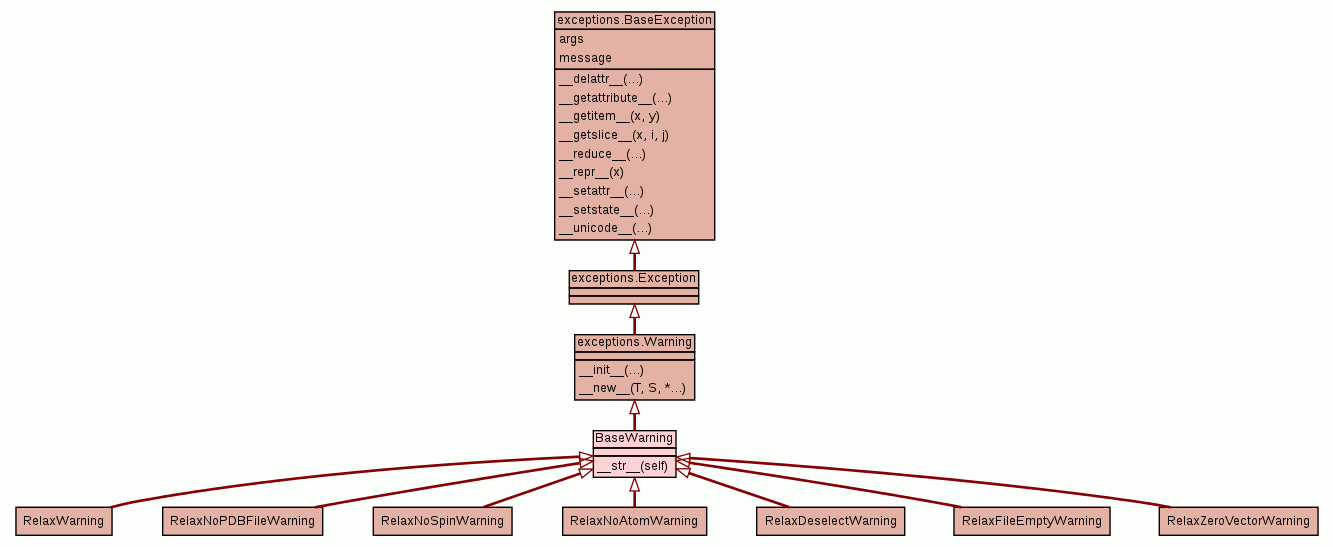 exceptions.BaseException
args
message
__delattr__(...)
__getattribute__(...)
__getitem__(x, y)
__getslice__(x, i, j)
__reduce__(...)
__repr__(x)
__setattr__(...)
__setstate__(...)
__unicode__(...)
exceptions.Exception
exceptions.Warning
__init__(...)
__new__(T, S, *...)
BaseWarning
__str__(self)
RelaxWarning
RelaxNoPDBFileWarning
RelaxNoSpinWarning
RelaxNoAtomWarning
RelaxDeselectWarning
RelaxFileEmptyWarning
RelaxZeroVectorWarning